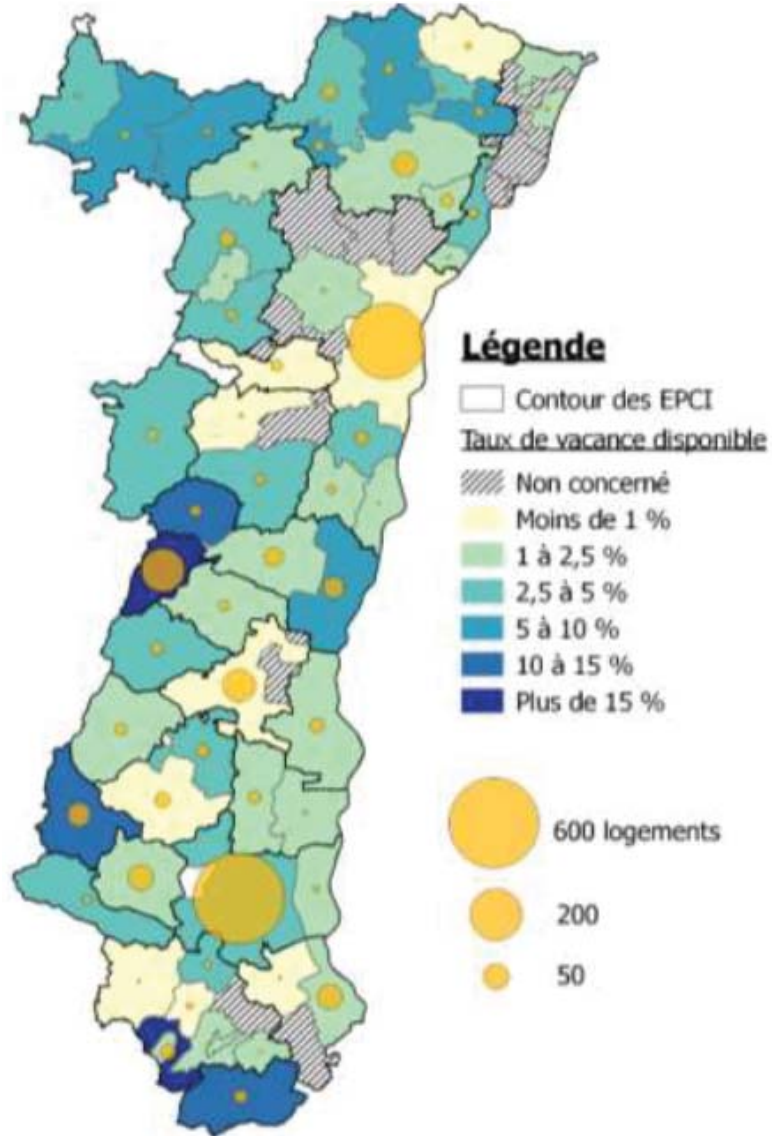 Légende
Contour des EPCI
Taux de vacance disponible
Non concerné
Moins de 1 %
1 à 2,5 %
2,5 à 5 %
5 à 10 %
10 à 15 %
Plus de 15 %
600 logements
200
50